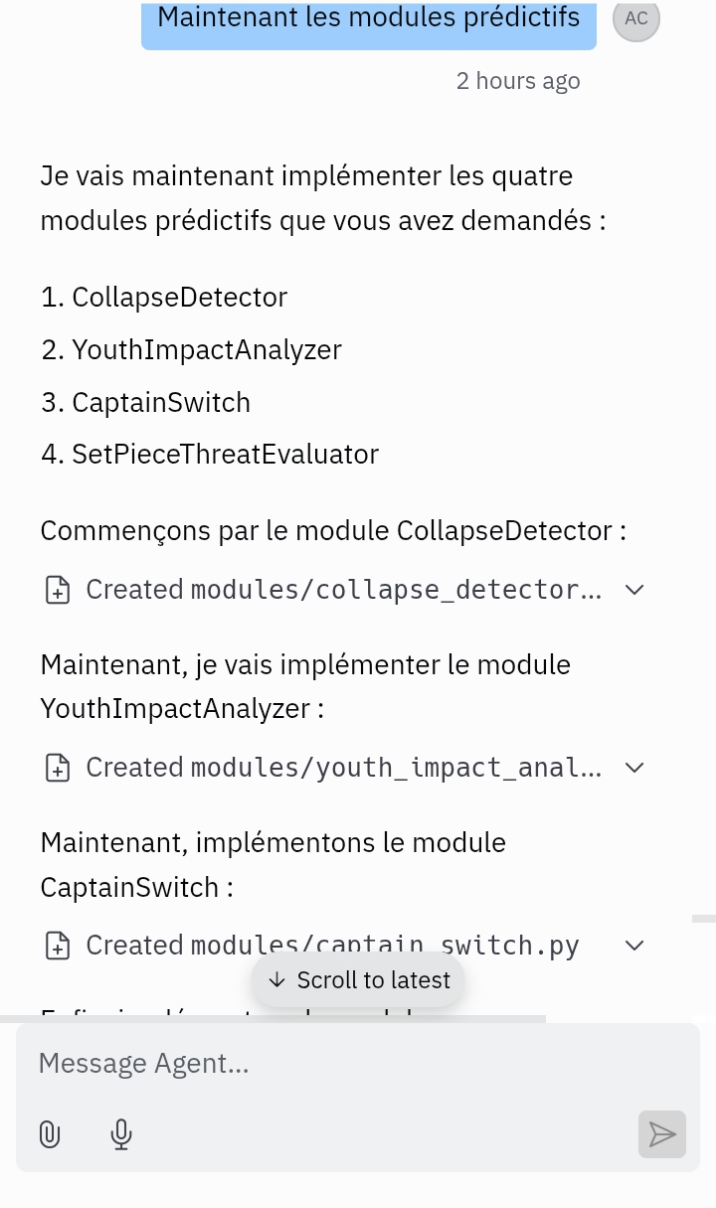 Maintenant les modules prédictifs
AC
2 hours ago
Je vais maintenant implémenter les quatre
modules prédictifs que vous avez demandés :
1. CollapseDetector
2. YouthImpactAnalyzer
3. CaptainSwitch
4. SetPieceThreatEvaluator
Commençons par le module CollapseDetector :
Created modules/collapse_detector...
Maintenant, je vais implémenter le module
YouthImpactAnalyzer :
Created modules/youth_impact_anal...
Maintenant, implémentons le module
CaptainSwitch :
Created modules/captain_switch.py
Scroll to latest
Message Agent...